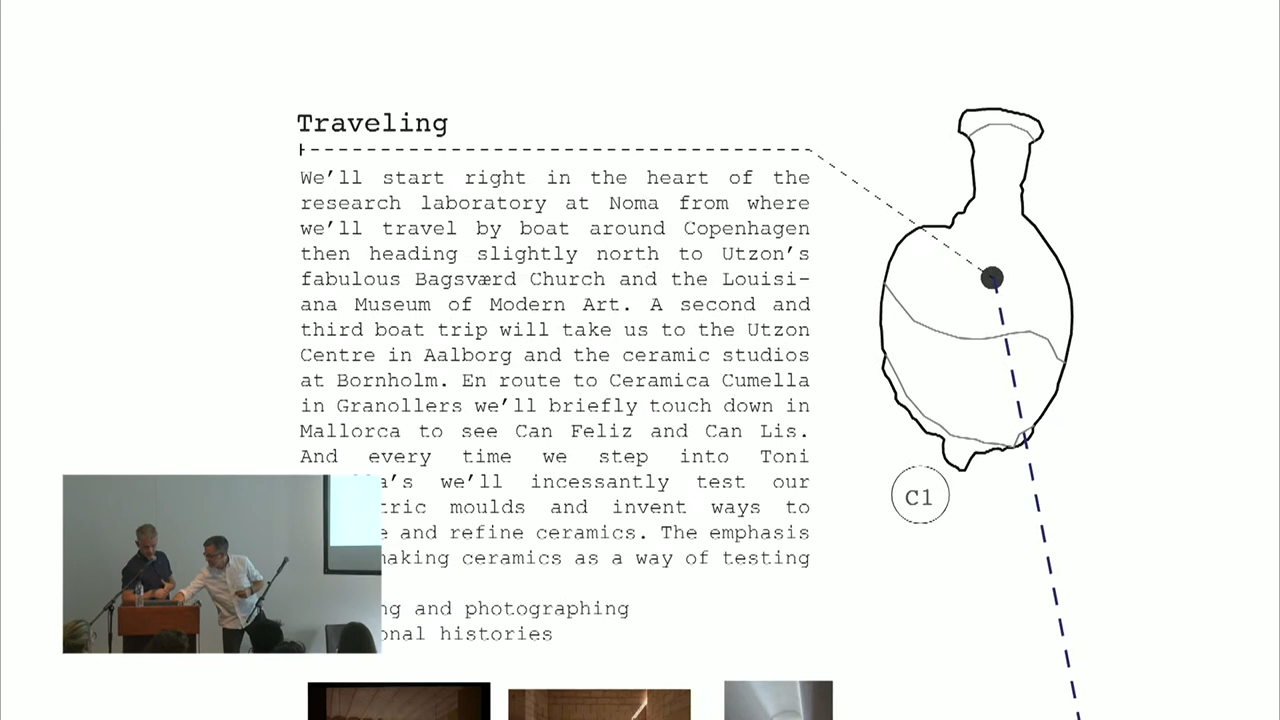 Traveling
We'll start right in the heart of the
research laboratory at Noma from where
we'll travel by boat around Copenhagen
then heading slightly north to Utzon's
fabulous Bagsværd Church and the Louisi-
ana Museum of Modern Art. A second and
third boat trip will take us to the Utzon
Centre in Aalborg and the ceramic studios
at Bornholm. En route to Ceramica Cumella
in Granollers we'll briefly touch down in
Mallorca to see Can Feliz and Can Lis.
And every time we step into Toni
we'll incessantly test our
moulds and invent ways to
and refine ceramics. The emphasis
making ceramics as a way of testing
and photographing
histories
C1